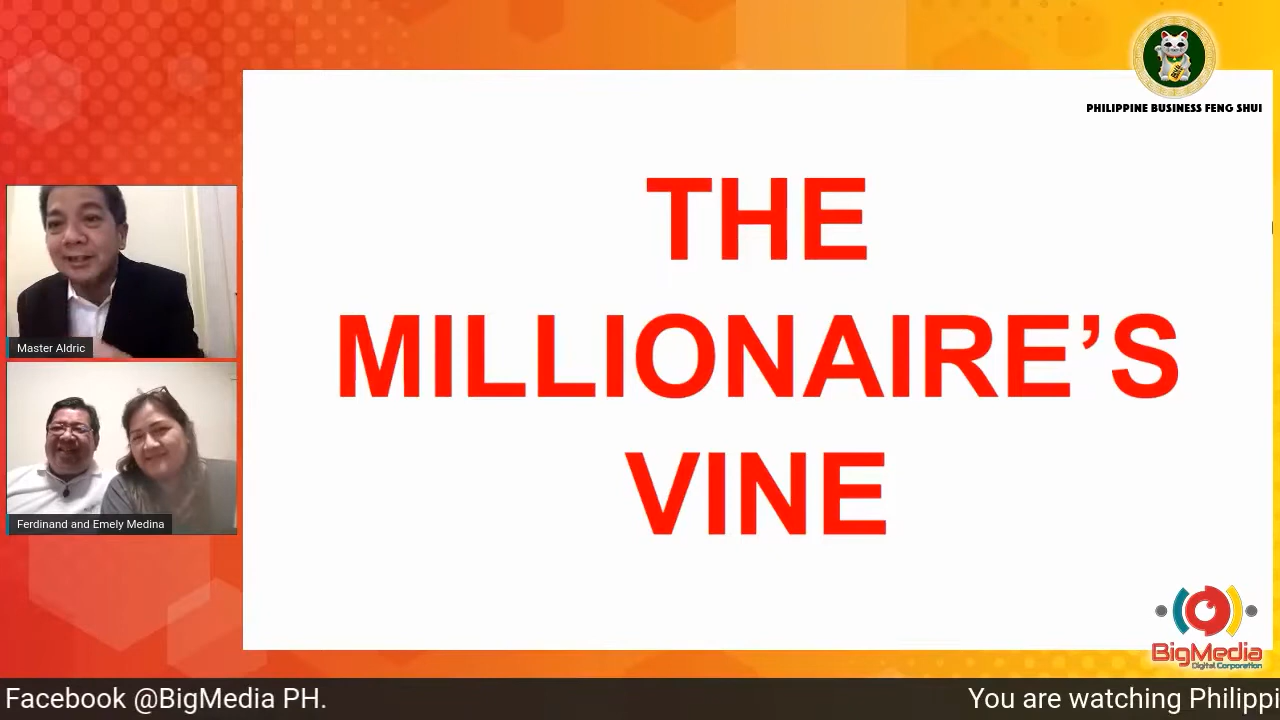 PHILIPPINE BUSINESS FENG SHUI
THE
MILLIONAIRE’S
VINE
Master Aldric
Ferdinand and Emely Medina
BigMedia
Digital Corporation
Facebook @BigMedia PH.
You are watching Philippi